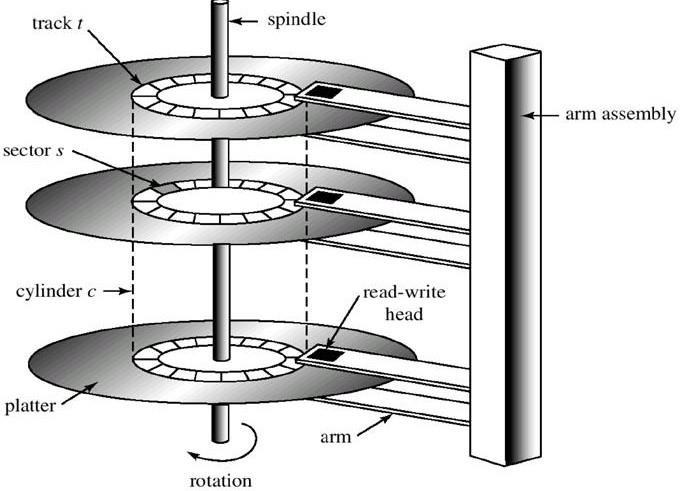 track t
spindle
arm assembly
sector s
cylinder c
read-write
head
platter
arm
rotation